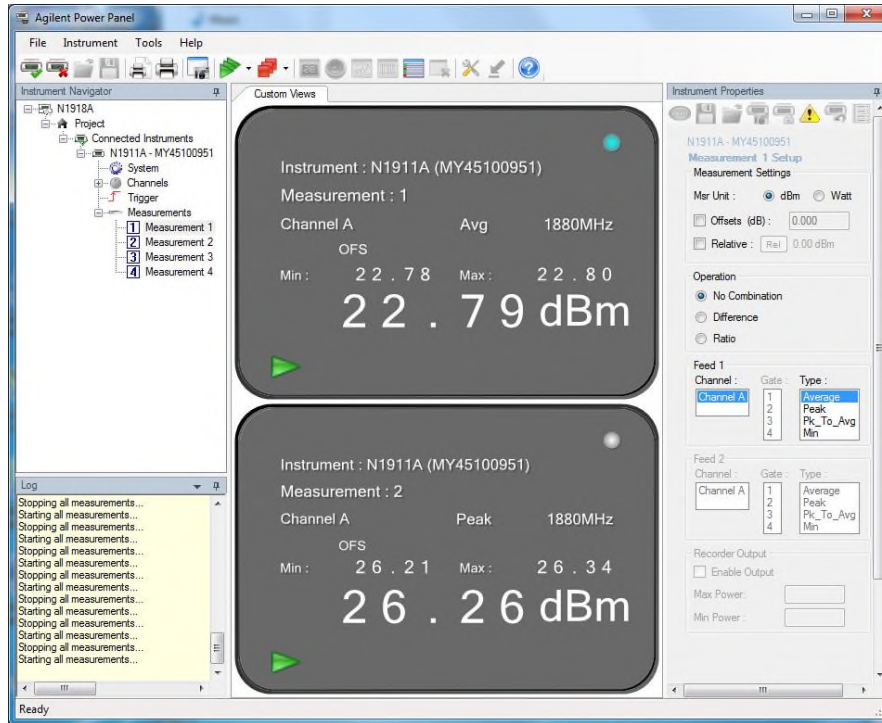 Agilent Power Panel
File Instrument Tools Help
Instrument Navigator
N1918A
Project
Connected Instruments
N1911A - MY45100951
System
Channels
Trigger
Measurements
1 Measurement 1
2 Measurement 2
3 Measurement 3
4 Measurement 4
Log
Stopping all measurements...
Starting all measurements...
Stopping all measurements...
Starting all measurements...
Stopping all measurements...
Starting all measurements...
Stopping all measurements...
Starting all measurements...
Starting all measurements...
Stopping all measurements...
Stopping all measurements...
Starting all measurements...
Stopping all measurements...
Starting all measurements...
Ready
Custom Views
Instrument : N1911A (MY45100951)
Measurement : 1
Channel A Avg 1880MHz
OFS
Min : 22.78 Max : 22.80
22.79 dBm
Instrument : N1911A (MY45100951)
Measurement : 2
Channel A Peak 1880MHz
OFS
Min : 26.21 Max : 26.34
26.26 dBm
Instrument Properties
N1911A - MY45100951
Measurement 1 Setup
Measurement Settings
Msr Unit : dBm Watt
Offsets (dB) : 0.000
Relative : Rel 0.00 dBm
Operation
No Combination
Difference
Ratio
Feed 1
Channel : Gate : Type :
Channel A 1 Average
2 Peak
3 Pk_To_Avg
4 Min
Feed 2
Channel : Gate : Type :
Channel A 1 Average
2 Peak
3 Pk_To_Avg
4 Min
Recorder Output
Enable Output
Max Power:
Min Power :